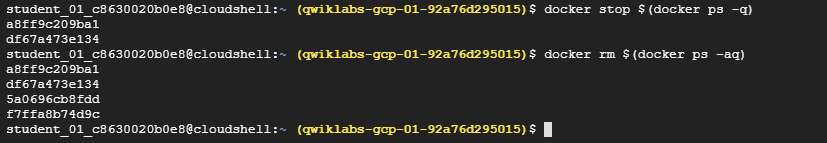 student_01_c8630020b0e8@cloudshell:~ (qwiklabs-gcp-01-92a76d295015)$ docker stop $(docker ps -q)
a8ff9c209ba1
df67a473e134
student_01_c8630020b0e8@cloudshell:~ (qwiklabs-gcp-01-92a76d295015)$ docker rm $(docker ps -aq)
a8ff9c209ba1
df67a473e134
5a0696cb8fdd
f7ffa8b74d9c
student_01_c8630020b0e8@cloudshell:~ (qwiklabs-gcp-01-92a76d295015)$